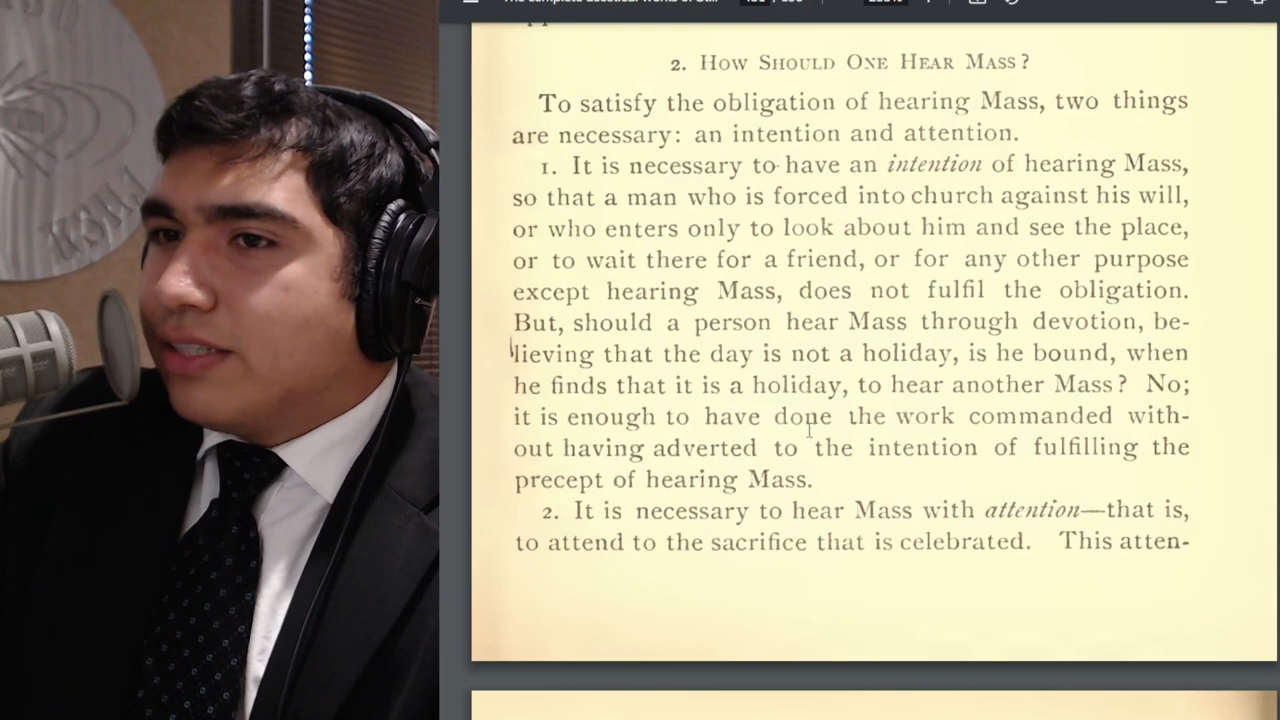 2. How Should One Hear Mass?
To satisfy the obligation of hearing Mass, two things
are necessary: an intention and attention.
1. It is necessary to have an intention of hearing Mass,
so that a man who is forced into church against his will,
or who enters only to look about him and see the place,
or to wait there for a friend, or for any other purpose
except hearing Mass, does not fulfil the obligation.
But, should a person hear Mass through devotion, be-
lieving that the day is not a holiday, is he bound, when
he finds that it is a holiday, to hear another Mass? No;
it is enough to have done the work commanded with-
out having adverted to the intention of fulfilling the
precept of hearing Mass.
2. It is necessary to hear Mass with attention—that is,
to attend to the sacrifice that is celebrated. This atten-